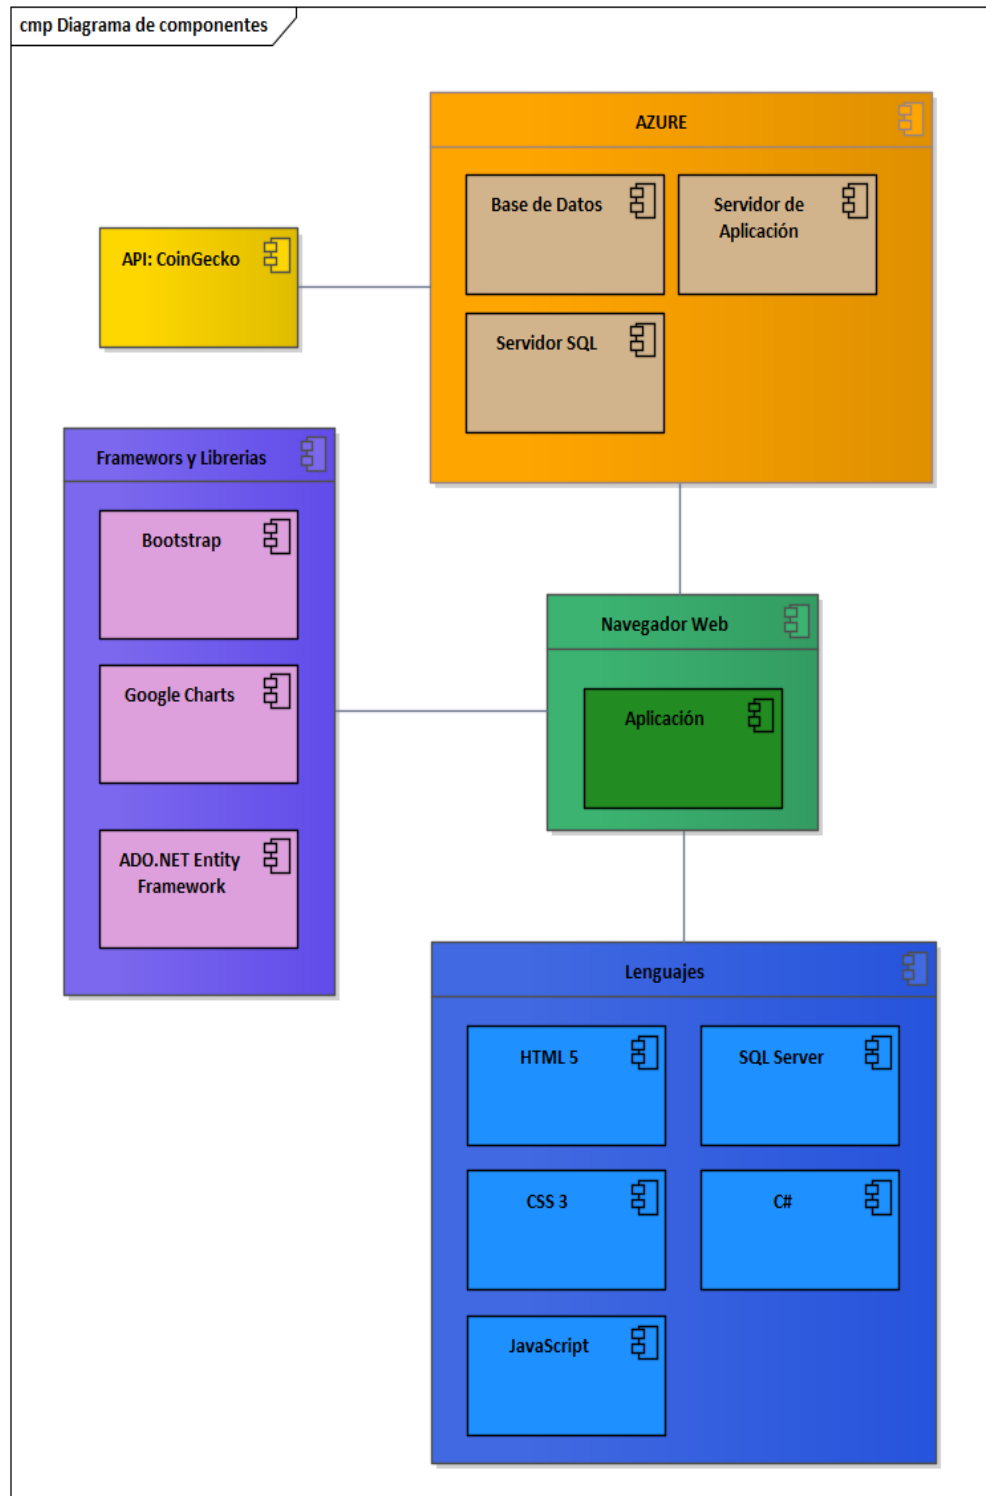 cmp Diagrama de componentes
AZURE
Base de Datos
Servidor de
Aplicación
API: CoinGecko
Servidor SQL
Framewors y Librerias
Bootstrap
Navegador Web
Google Charts
Aplicación
ADO.NET Entity
Framework
Lenguajes
HTML 5
SQL Server
CSS 3
C#
JavaScript